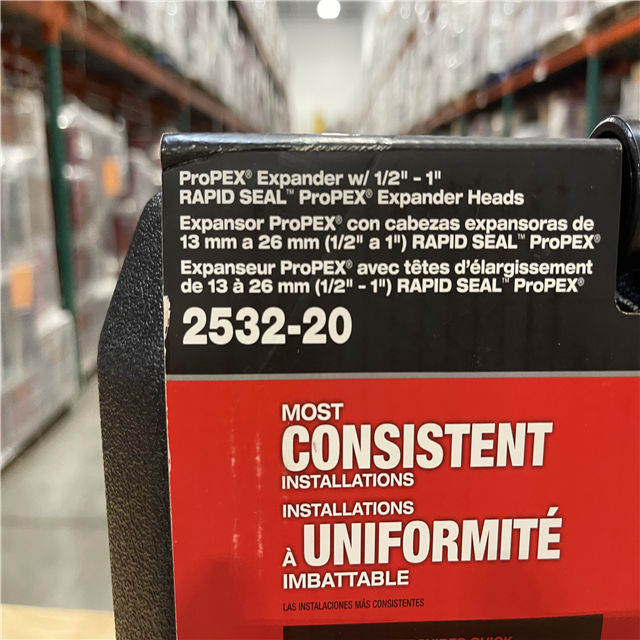 ProPEX® Expander w/ 1/2" - 1"
RAPID SEAL™ ProPEX® Expander Heads
Expansor ProPEX® con cabezas expansoras de
13 mm a 26 mm (1/2" a 1") RAPID SEAL™ ProPEX®
Expanseur ProPEX® avec têtes d'élargissement
de 13 à 26 mm (1/2" - 1") RAPID SEAL™ ProPEX®
2532-20
MOST
CONSISTENT
INSTALLATIONS
INSTALLATIONS
À UNIFORMITÉ
IMBATTABLE
LAS INSTALACIONES MÁS CONSISTENTES